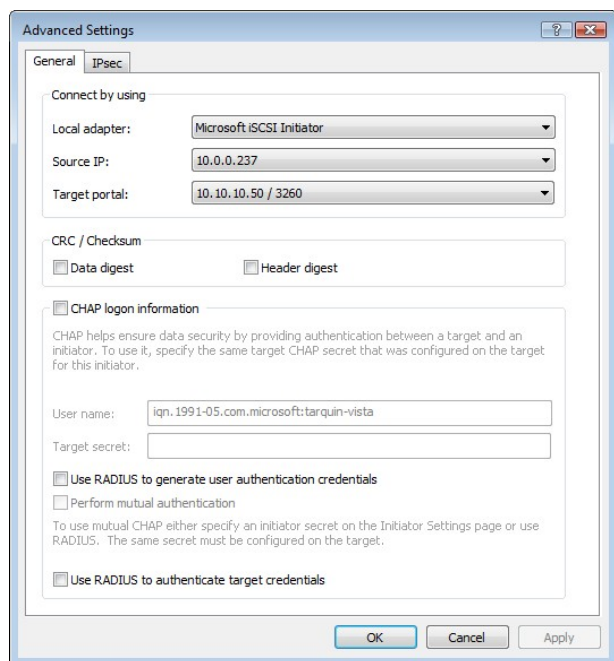 Advanced Settings
General
IPsec
Connect by using
Local adapter:
Microsoft iSCSI Initiator
Source IP:
10.0.0.237
Target portal:
10.10.10.50 / 3260
CRC / Checksum
Data digest
Header digest
CHAP logon information
CHAP helps ensure data security by providing authentication between a target and an
initiator. To use it, specify the same target CHAP secret that was configured on the target
for this initiator.
User name:
iqn.1991-05.com.microsoft:tarquin-vista
Target secret:
Use RADIUS to generate user authentication credentials
Perform mutual authentication
To use mutual CHAP either specify an initiator secret on the Initiator Settings page or use
RADIUS. The same secret must be configured on the target.
Use RADIUS to authenticate target credentials
OK
Cancel
Apply